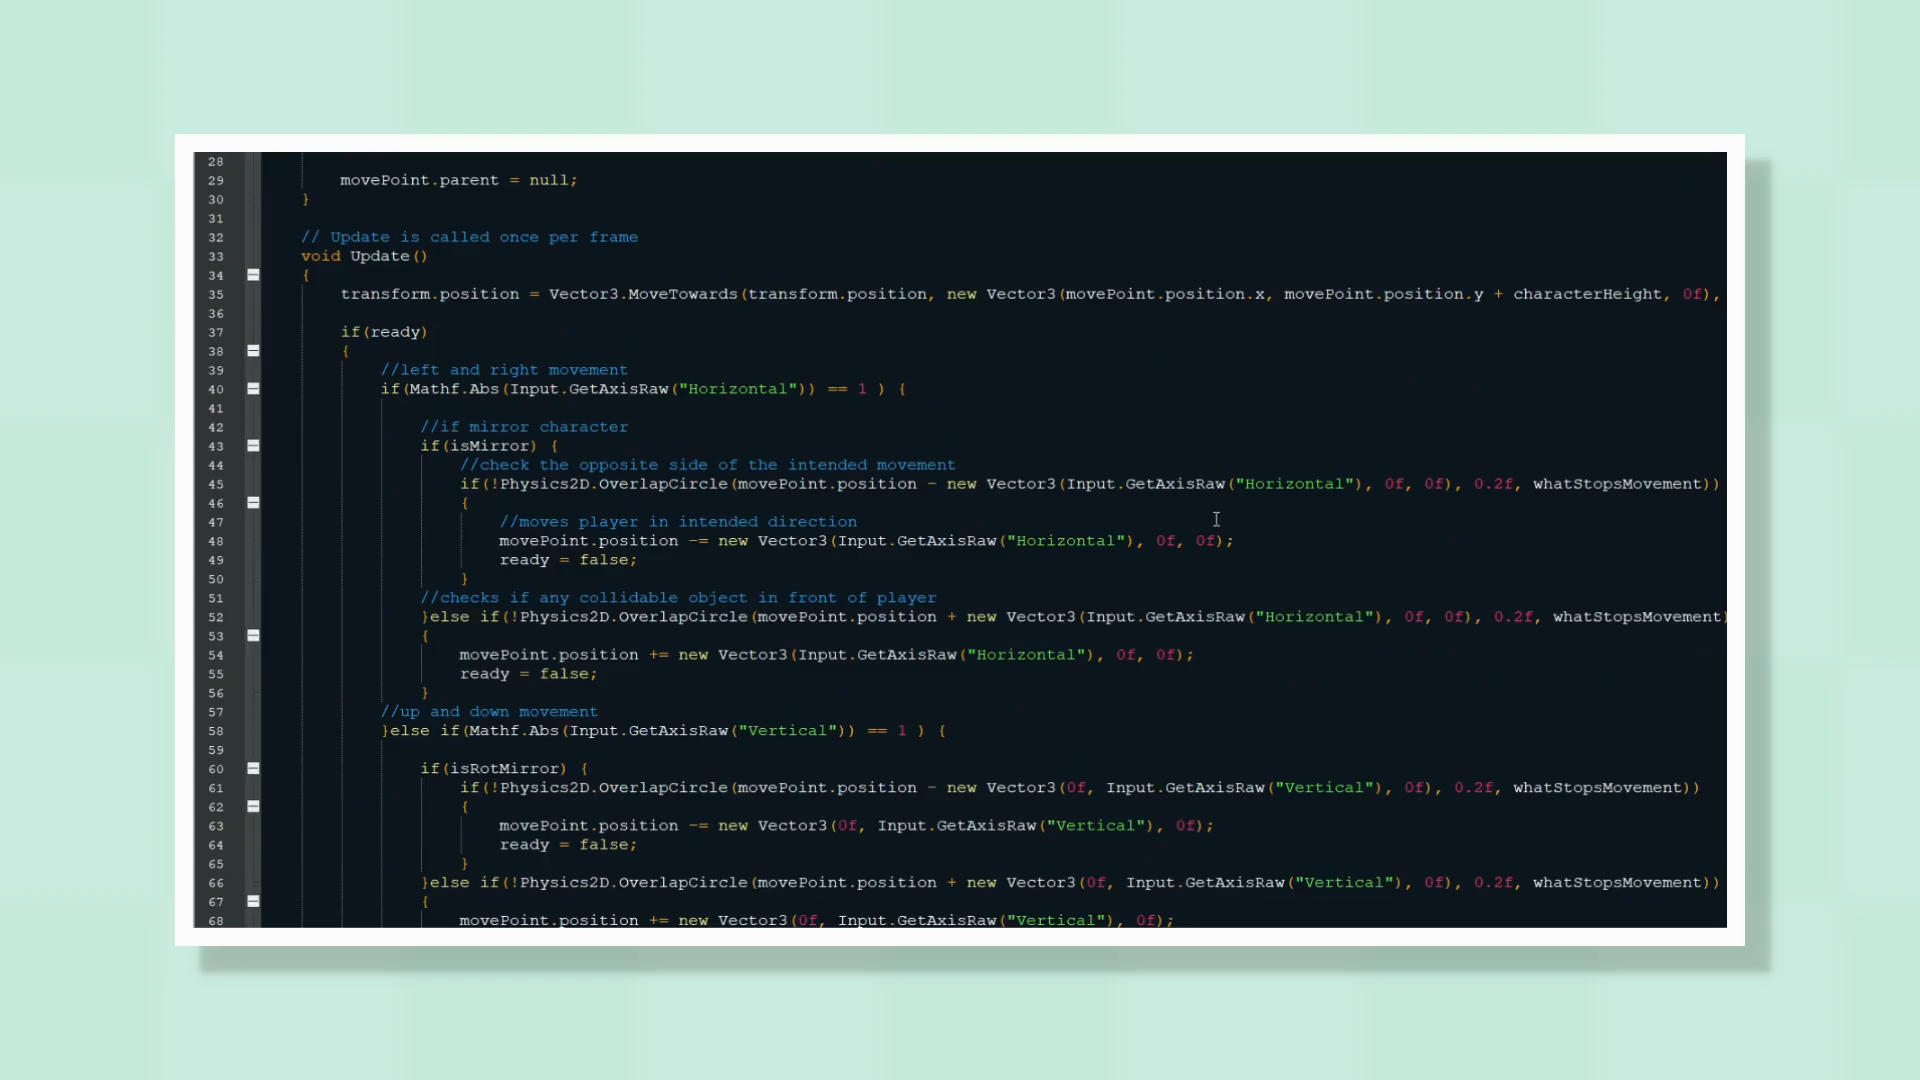 28
29 movePoint.parent = null;
30 }
31
32 // Update is called once per frame
33 void Update()
34 {
35 transform.position = Vector3.MoveTowards(transform.position, new Vector3(movePoint.position.x, movePoint.position.y + characterHeight, 0f),
36
37 if(ready)
38 {
39 //left and right movement
40 if(Mathf.Abs(Input.GetAxisRaw("Horizontal")) == 1 ) {
41
42 //if mirror character
43 if(isMirror) {
44 //check the opposite side of the intended movement
45 if(!Physics2D.OverlapCircle(movePoint.position - new Vector3(Input.GetAxisRaw("Horizontal"), 0f, 0f), 0.2f, whatStopsMovement))
46 {
47 //moves player in intended direction
48 movePoint.position -= new Vector3(Input.GetAxisRaw("Horizontal"), 0f, 0f);
49 ready = false;
50 }
51 //checks if any collidable object in front of player
52 }else if(!Physics2D.OverlapCircle(movePoint.position + new Vector3(Input.GetAxisRaw("Horizontal"), 0f, 0f), 0.2f, whatStopsMovement)
53 {
54 movePoint.position += new Vector3(Input.GetAxisRaw("Horizontal"), 0f, 0f);
55 ready = false;
56 }
57 //up and down movement
58 }else if(Mathf.Abs(Input.GetAxisRaw("Vertical")) == 1 ) {
59
60 if(isRotMirror) {
61 if(!Physics2D.OverlapCircle(movePoint.position - new Vector3(0f, Input.GetAxisRaw("Vertical"), 0f), 0.2f, whatStopsMovement))
62 {
63 movePoint.position -= new Vector3(0f, Input.GetAxisRaw("Vertical"), 0f);
64 ready = false;
65 }
66 }else if(!Physics2D.OverlapCircle(movePoint.position + new Vector3(0f, Input.GetAxisRaw("Vertical"), 0f), 0.2f, whatStopsMovement))
67 {
68 movePoint.position += new Vector3(0f, Input.GetAxisRaw("Vertical"), 0f);